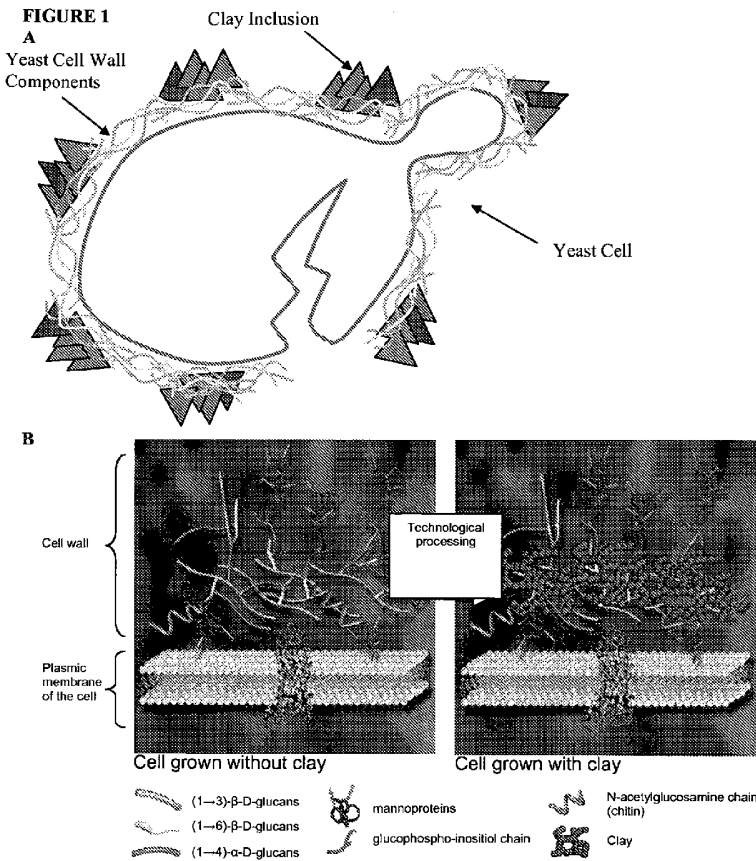 FIGURE 1
A
Clay Inclusion
Yeast Cell Wall
Components
Yeast Cell
B
Cell wall
Technological
processing
Plasmic
membrane
of the cell
Cell grown without clay
Cell grown with clay
(1→3)-β-D-glucans
(1→6)-β-D-glucans
(1→4)-α-D-glucans
mannoproteins
glucophospho-inositiol chain
N-acetylglucosamine chain
(chitin)
Clay